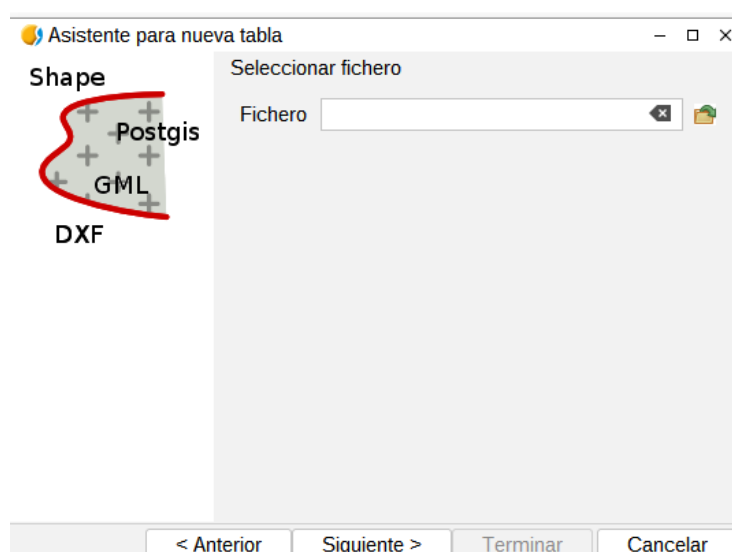 Asistente para nueva tabla
Shape
Postgis
GML
DXF
Seleccionar fichero
Fichero
< Anterior
Siguiente >
Terminar
Cancelar